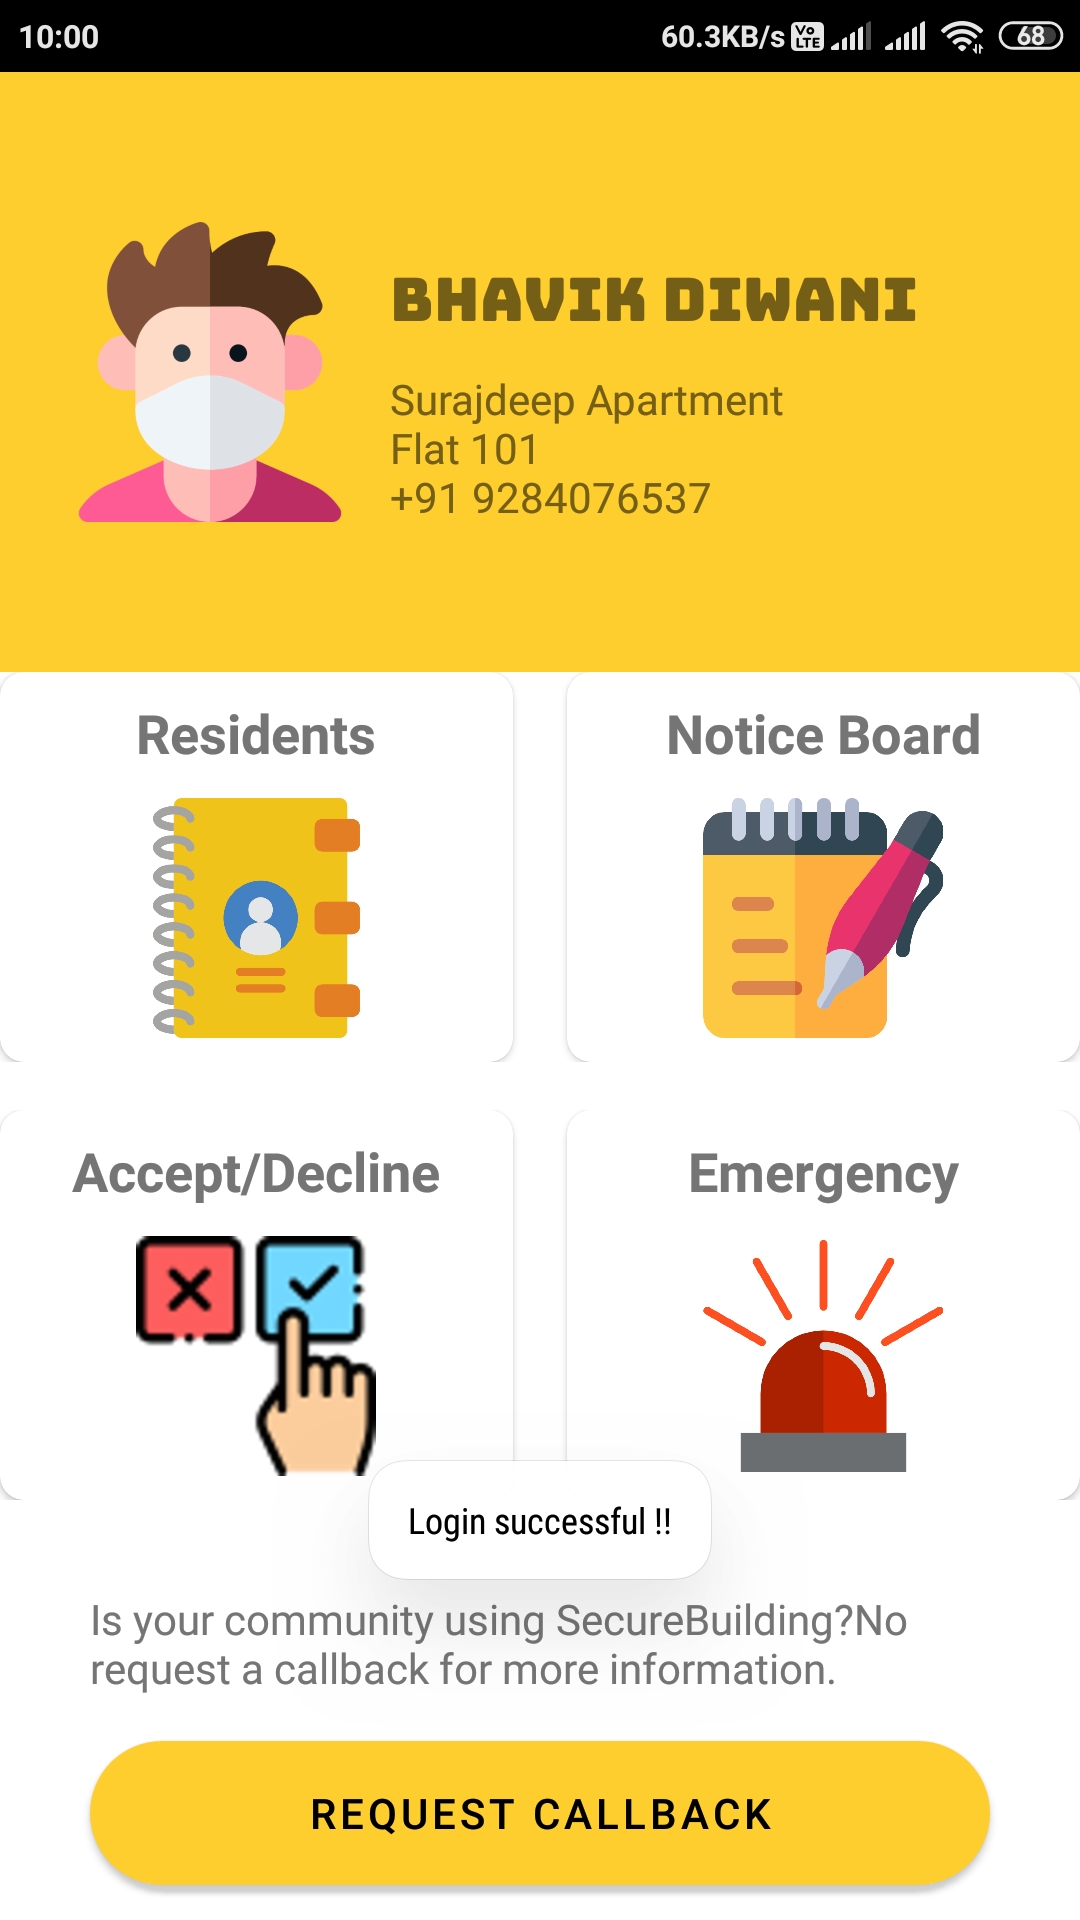 10:00
60.3KB/s Vo LTE 68
BHAVIK DIWANI
Surajdeep Apartment
Flat 101
+91 9284076537
Residents
Notice Board
Accept/Decline
Emergency
Login successful !!
Is your community using SecureBuilding?No
request a callback for more information.
REQUEST CALLBACK